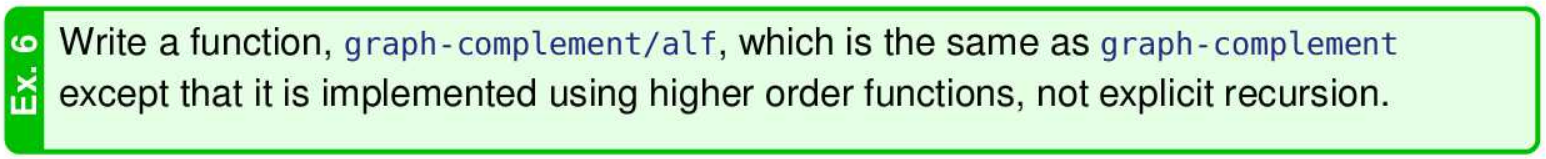 Ex. 6
Write a function, graph-complement/alf, which is the same as graph-complement
except that it is implemented using higher order functions, not explicit recursion.